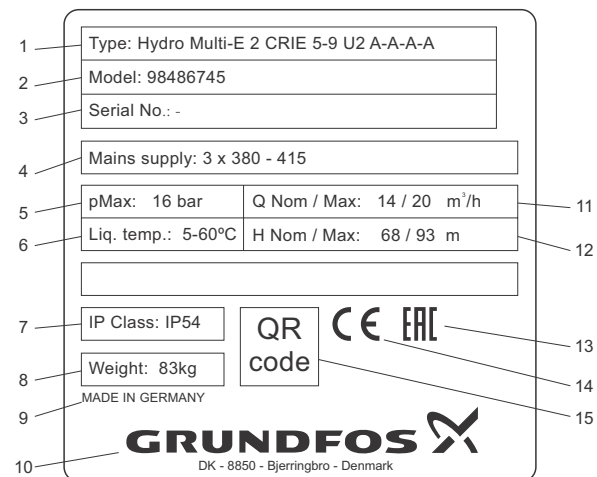 1 Type: Hydro Multi-E 2 CRIE 5-9 U2 A-A-A-A
2 Model: 98486745
3 Serial No.: -
4 Mains supply: 3 x 380 - 415
5 pMax: 16 bar Q Nom / Max: 14 / 20 m³/h 11
6 Liq. temp.: 5-60ºC H Nom / Max: 68 / 93 m 12
7 IP Class: IP54 QR code CE EAC 13
14
8 Weight: 83kg 15
9 MADE IN GERMANY
10 GRUNDFOS
DK - 8850 - Bjerringbro - Denmark